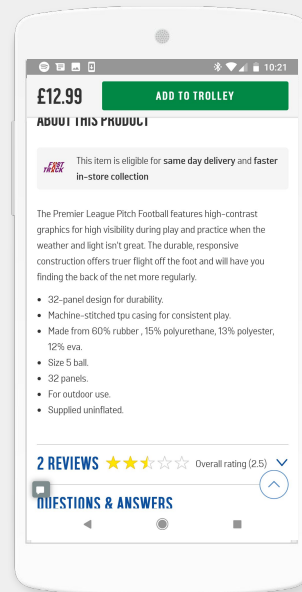 10:21
£12.99
ADD TO TROLLEY
ABOUT THIS PRODUCT
FAST TRACK
This item is eligible for same day delivery and faster
in-store collection
The Premier League Pitch Football features high-contrast
graphics for high visibility during play and practice when the
weather and light isn't great. The durable, responsive
construction offers truer flight off the foot and will have you
finding the back of the net more regularly.
• 32-panel design for durability.
• Machine-stitched tpu casing for consistent play.
• Made from 60% rubber , 15% polyurethane, 13% polyester,
12% eva.
• Size 5 ball.
• 32 panels.
• For outdoor use.
• Supplied uninflated.
2 REVIEWS
Overall rating (2.5)
QUESTIONS & ANSWERS